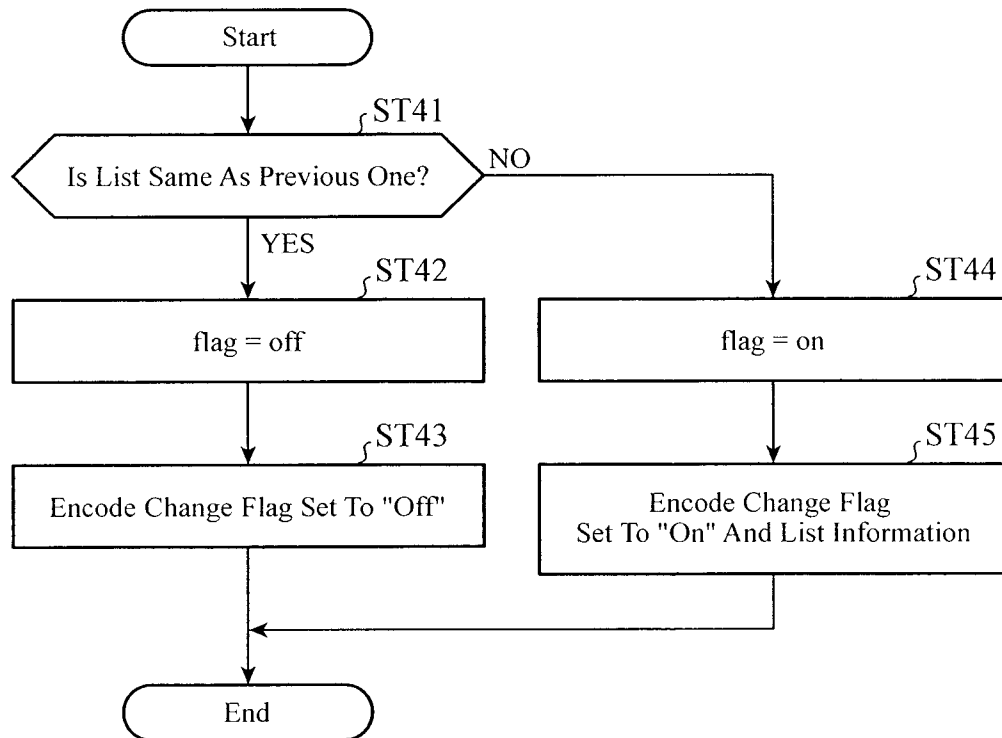 Start
ST41
Is List Same As Previous One?
NO
YES
ST42
flag = off
ST44
flag = on
ST43
Encode Change Flag Set To "Off"
ST45
Encode Change Flag
Set To "On" And List Information
End